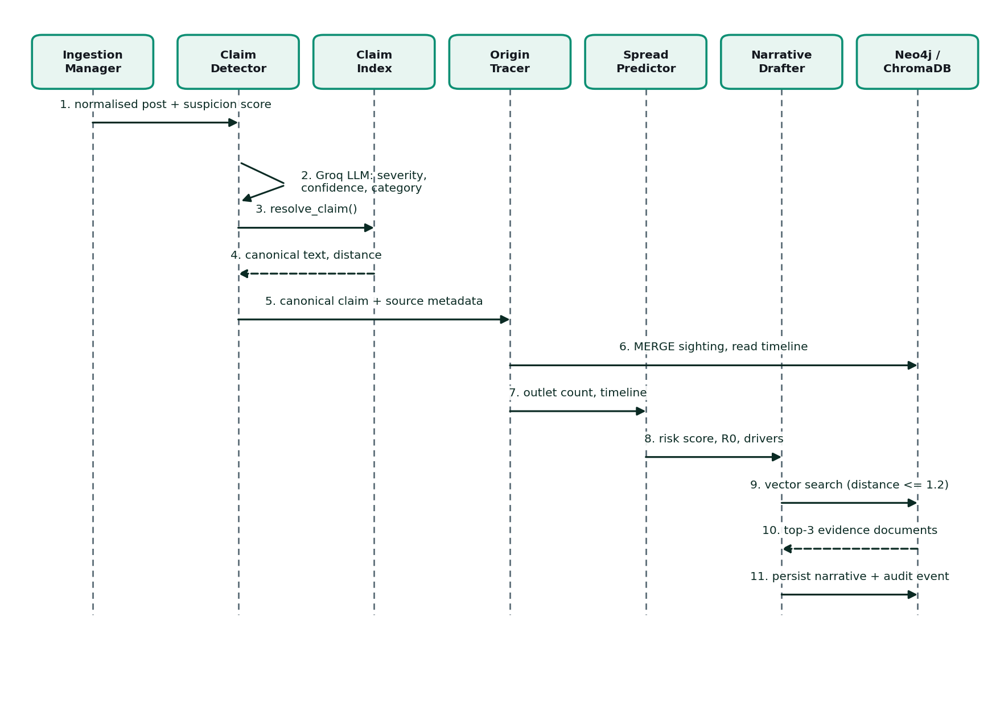 Ingestion
Manager
Claim
Detector
Claim
Index
Origin
Tracer
Spread
Predictor
Narrative
Drafter
Neo4j /
ChromaDB
1. normalised post + suspicion score
2. Groq LLM: severity,
confidence, category
3. resolve_claim()
4. canonical text, distance
5. canonical claim + source metadata
6. MERGE sighting, read timeline
7. outlet count, timeline
8. risk score, R0, drivers
9. vector search (distance <= 1.2)
10. top-3 evidence documents
11. persist narrative + audit event